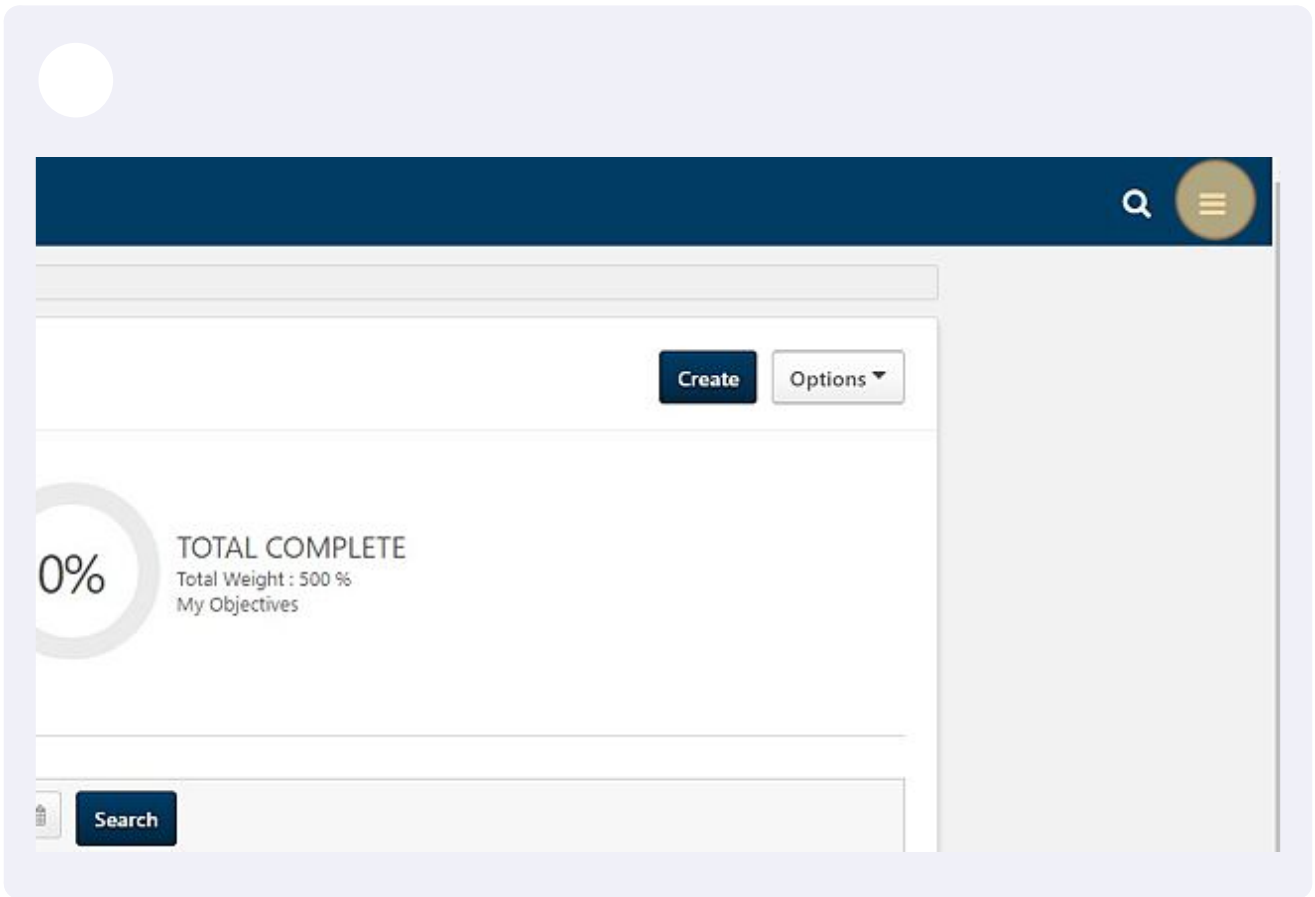 Create
Options
0%
TOTAL COMPLETE
Total Weight : 500 %
My Objectives
Search